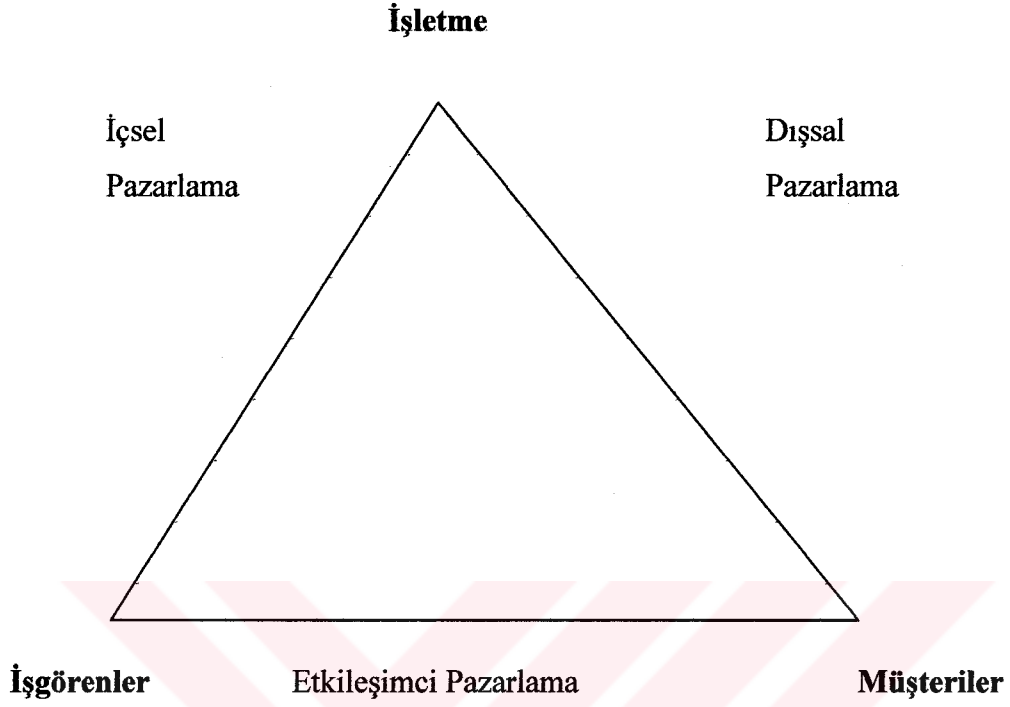 İşletme
İçsel
Pazarlama
Dışsal
Pazarlama
İşgörenler
Etkileşimci Pazarlama
Müşteriler